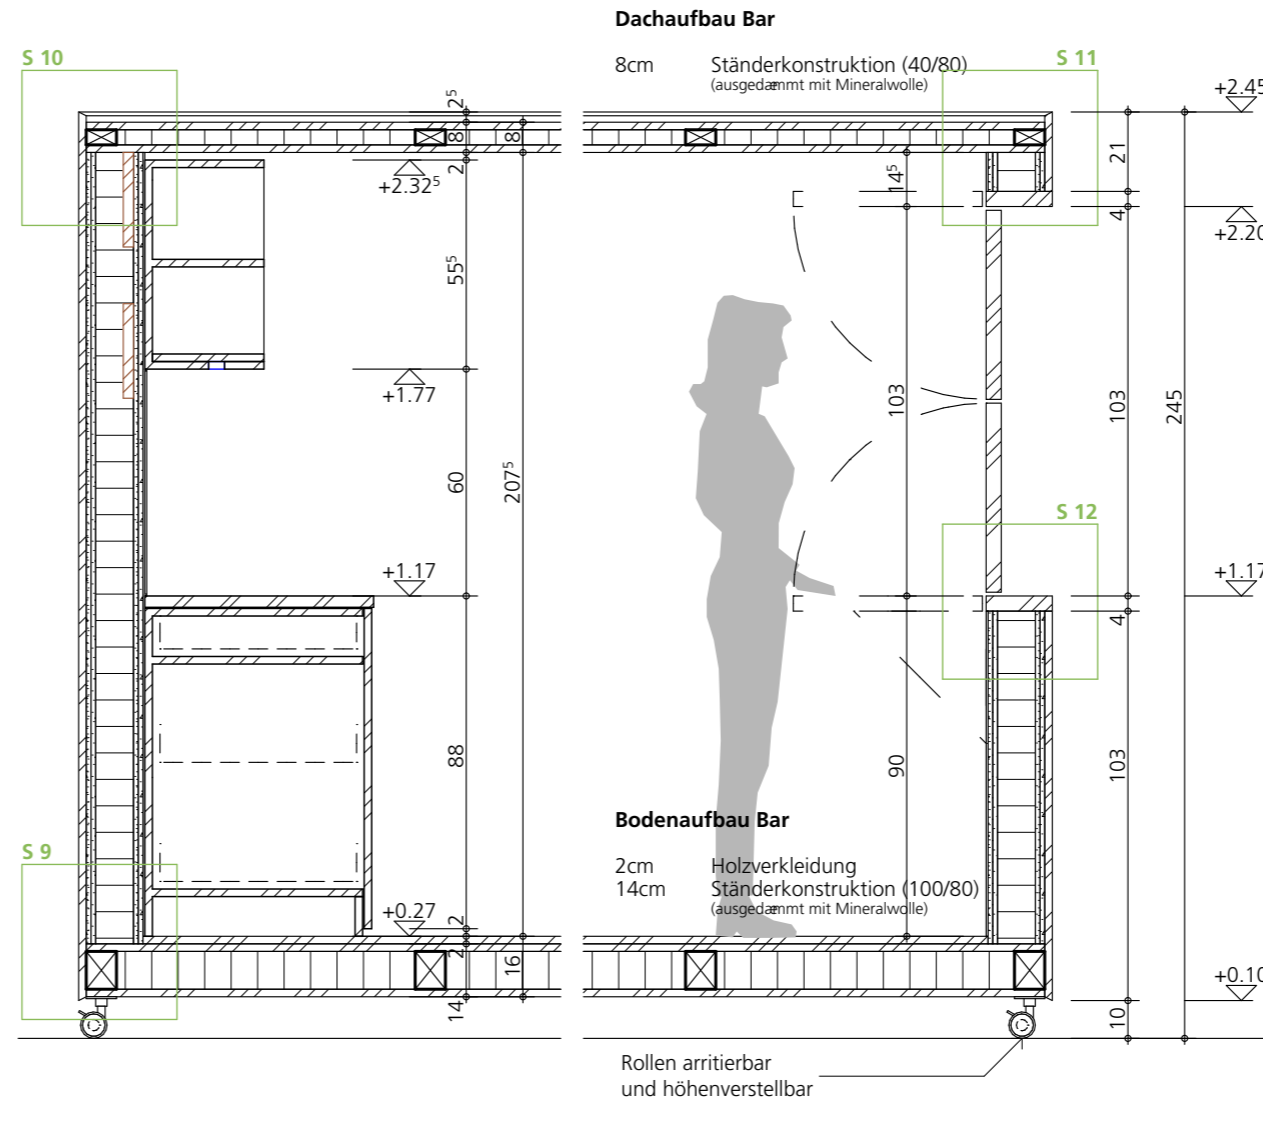 Dachaufbau Bar
8cm Ständerkonstruktion (40/80)
(ausgedæmmt mit Mineralwolle)
S 10
S 11
+2.45
2⁵
8
8
2
+2.32⁵
14⁵
21
4
+2.20
55⁵
+1.77
103
103
245
60
207⁵
S 12
+1.17
+1.17
4
88
90
103
Bodenaufbau Bar
2cm Holzverkleidung
14cm Ständerkonstruktion (100/80)
(ausgedæmmt mit Mineralwolle)
S 9
+0.27
2
2
16
14
+0.10
10
Rollen arritierbar
und höhenverstellbar